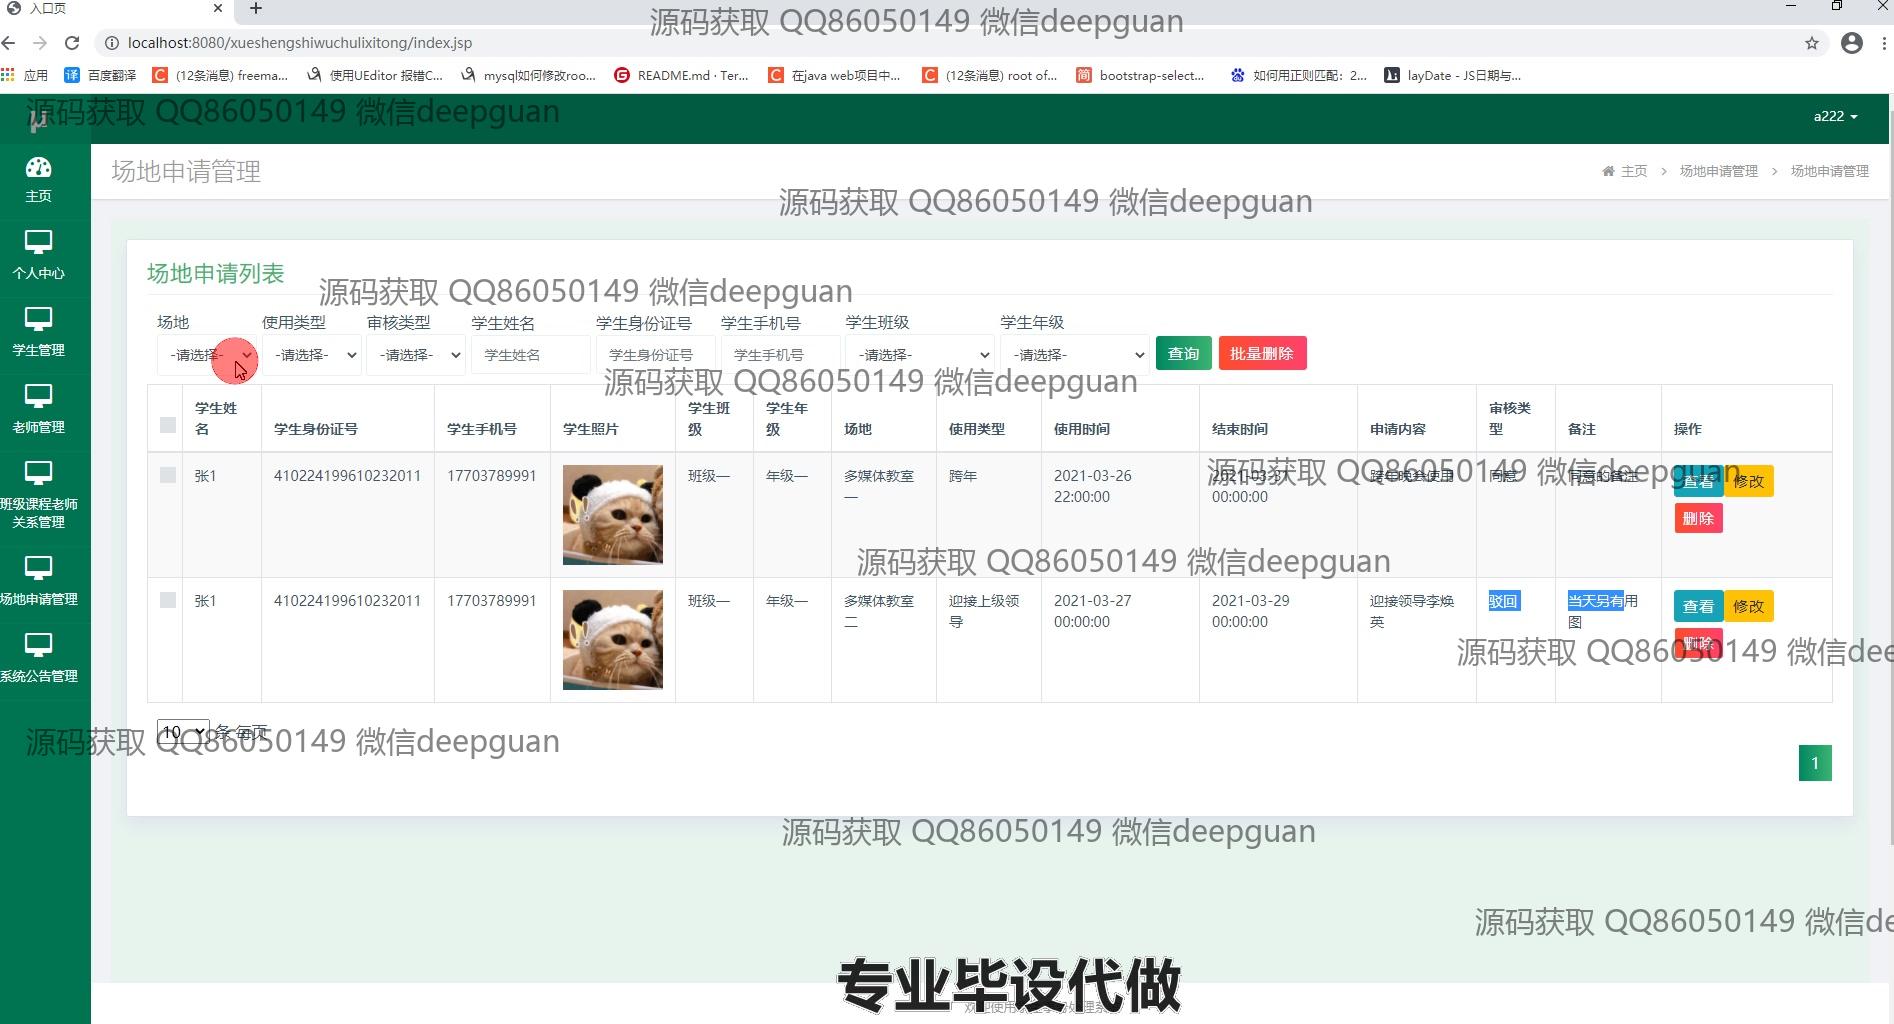 入口页
源码获取 QQ86050149 微信deepguan
localhost:8080/xueshengshiwuchulixitong/index.jsp
应用
译 百度翻译
C (12条消息) freema...
使用UEditor 报错C...
mysql如何修改roo...
G README.md · Ter...
C 在java web项目中...
C (12条消息) root of...
简 bootstrap-select...
如何用正则匹配：2...
layDate - JS日期与...
源码获取 QQ86050149 微信deepguan
μ
a222
主页
个人中心
学生管理
老师管理
班级课程老师
关系管理
场地申请管理
系统公告管理
场地申请管理
主页 > 场地申请管理 > 场地申请管理
源码获取 QQ86050149 微信deepguan
场地申请列表
源码获取 QQ86050149 微信deepguan
场地 使用类型 审核类型 学生姓名 学生身份证号 学生手机号 学生班级 学生年级
-请选择- -请选择- -请选择- 学生姓名 学生身份证号 学生手机号 -请选择- -请选择- 查询 批量删除
源码获取 QQ86050149 微信deepguan
学生姓名 学生身份证号 学生手机号 学生照片 学生班级 学生年级 场地 使用类型 使用时间 结束时间 申请内容 审核类型 备注 操作
张1 410224199610232011 17703789991 班级一 年级一 多媒体教室一 跨年 2021-03-26 22:00:00 2021-03-31 00:00:00 跨年晚会使用 同意 同意的备注 查看 修改 删除
源码获取 QQ86050149 微信deepguan
源码获取 QQ86050149 微信deepguan
张1 410224199610232011 17703789991 班级一 年级一 多媒体教室二 迎接上级领导 2021-03-27 00:00:00 2021-03-29 00:00:00 迎接领导李焕英 驳回 当天另有用图 查看 修改 删除
源码获取 QQ86050149 微信dee
10 条 每页
源码获取 QQ86050149 微信deepguan
1
源码获取 QQ86050149 微信deepguan
源码获取 QQ86050149 微信de
专业毕设代做